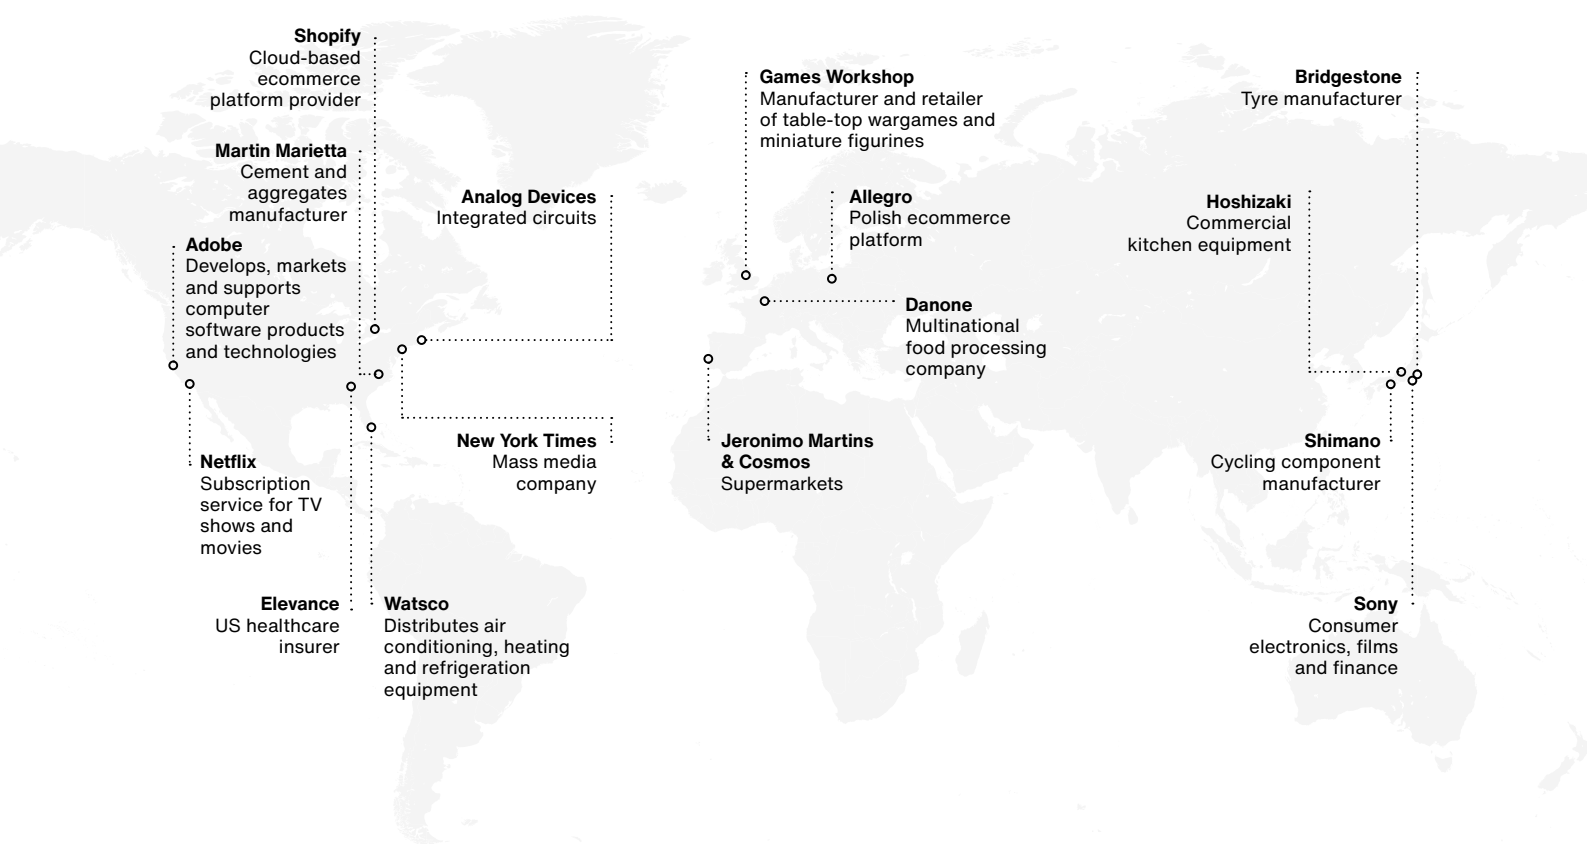 Shopify
Cloud-based
ecommerce
platform provider
Martin Marietta
Cement and
aggregates
manufacturer
Adobe
Develops, markets
and supports
computer
software products
and technologies
Analog Devices
Integrated circuits
Netflix
Subscription
service for TV
shows and
movies
New York Times
Mass media
company
Elevance
US healthcare
insurer
Watsco
Distributes air
conditioning, heating
and refrigeration
equipment
Games Workshop
Manufacturer and retailer
of table-top wargames and
miniature figurines
Allegro
Polish ecommerce
platform
Danone
Multinational
food processing
company
Jeronimo Martins
& Cosmos
Supermarkets
Bridgestone
Tyre manufacturer
Hoshizaki
Commercial
kitchen equipment
Shimano
Cycling component
manufacturer
Sony
Consumer
electronics, films
and finance